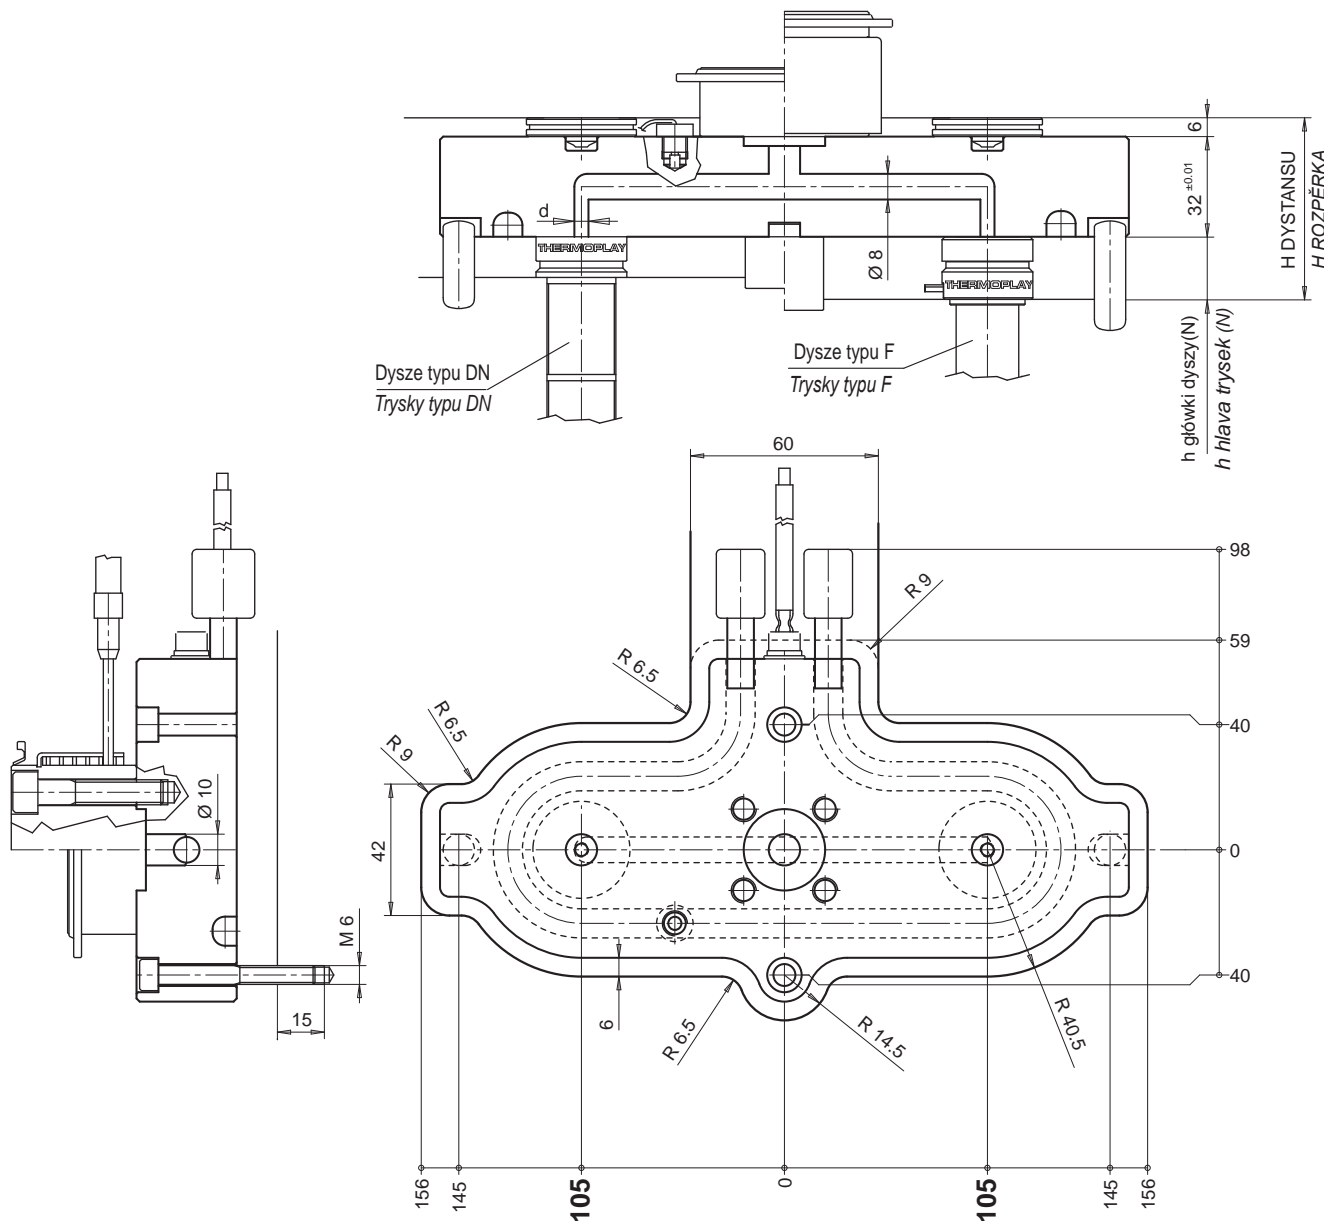 6
32 ±0.01
H DYSTANSU
H ROZPĚRKA
d
THERMOPLAY
Ø 8
THERMOPLAY
Dysze typu DN
Trysky typu DN
Dysze typu F
Trysky typu F
h główki dyszy(N)
h hlava trysek (N)
60
98
R 9
59
R 6.5
R 6.5
40
R 9
Ø 10
42
0
M 6
40
15
6
R 6.5
R 14.5
R 40.5
156
145
105
0
105
145
156